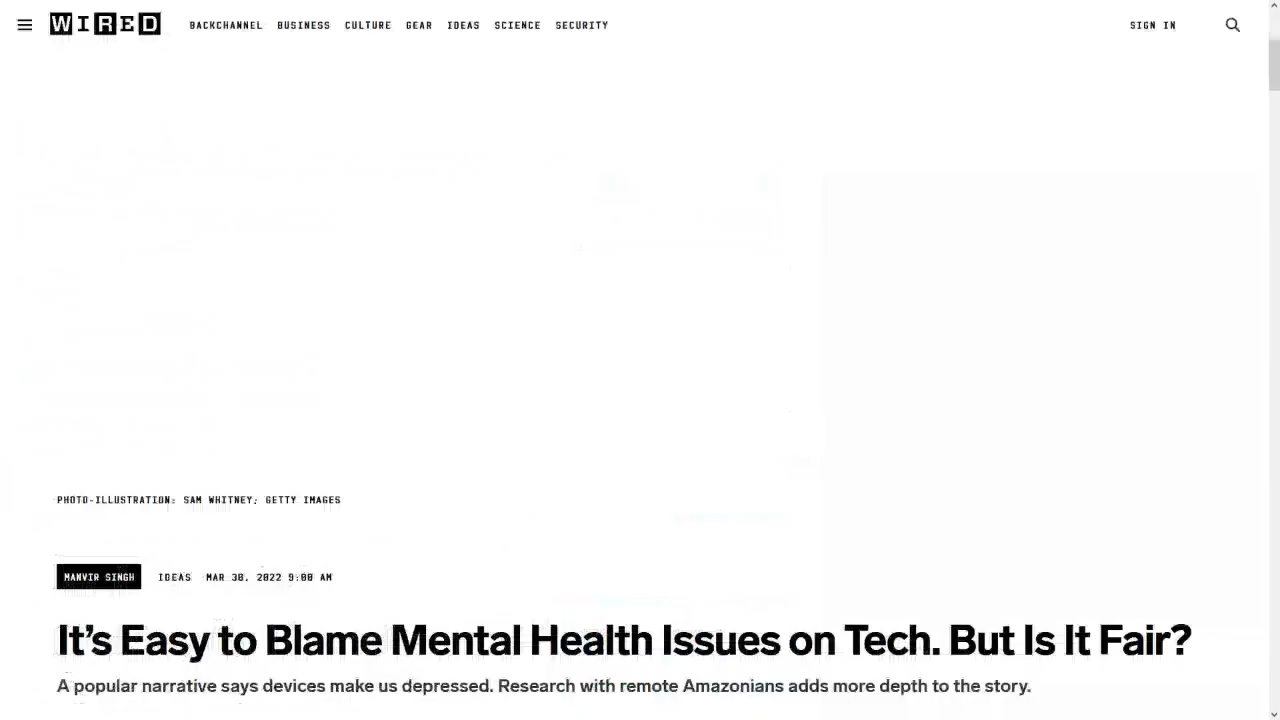 WIRED
BACKCHANNEL BUSINESS CULTURE GEAR IDEAS SCIENCE SECURITY
SIGN IN
PHOTO-ILLUSTRATION: SAM WHITNEY; GETTY IMAGES
MANVIR SINGH IDEAS MAR 30, 2022 9:00 AM
It’s Easy to Blame Mental Health Issues on Tech. But Is It Fair?
A popular narrative says devices make us depressed. Research with remote Amazonians adds more depth to the story.